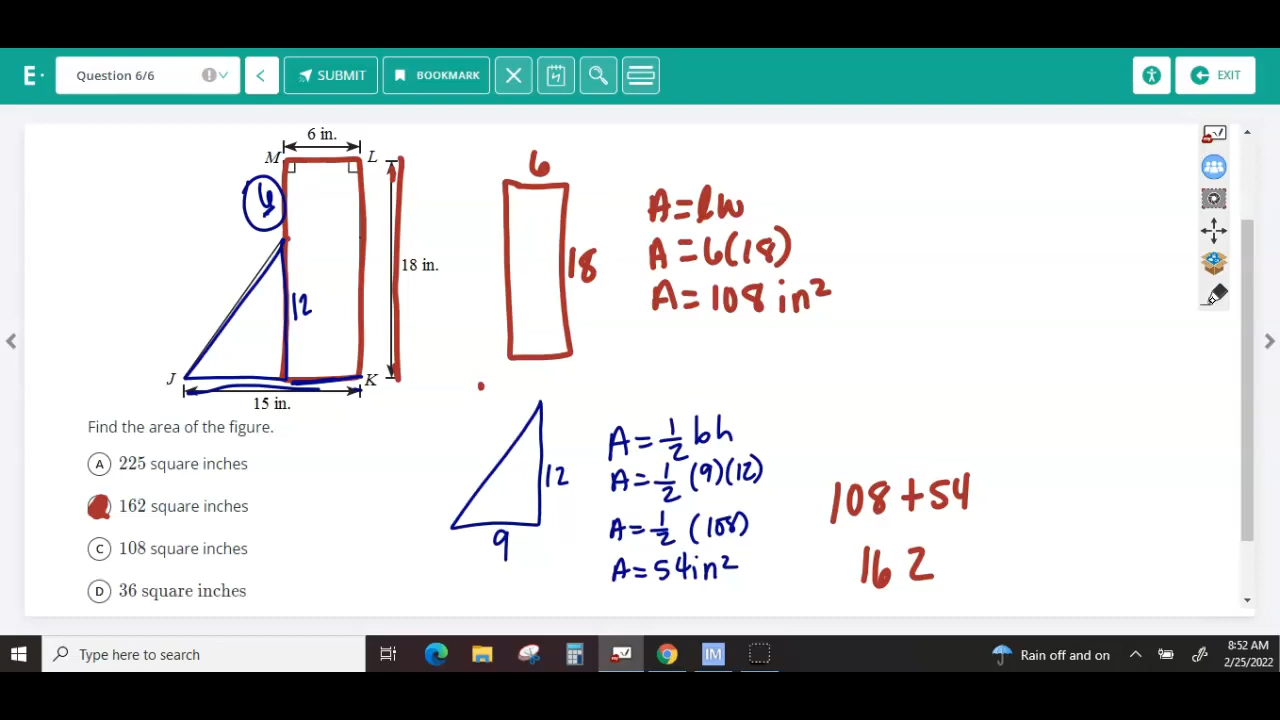 E·
Question 6/6
SUBMIT
BOOKMARK
EXIT
6 in.
M
L
6
18 in.
12
J
K
15 in.
6
18
A = lw
A = 6(18)
A = 108 in²
Find the area of the figure.
A 225 square inches
162 square inches
C 108 square inches
D 36 square inches
12
9
A = 1/2 bh
A = 1/2 (9)(12)
A = 1/2 (108)
A = 54in²
108 + 54
162
Type here to search
IM
Rain off and on
8:52 AM
2/25/2022